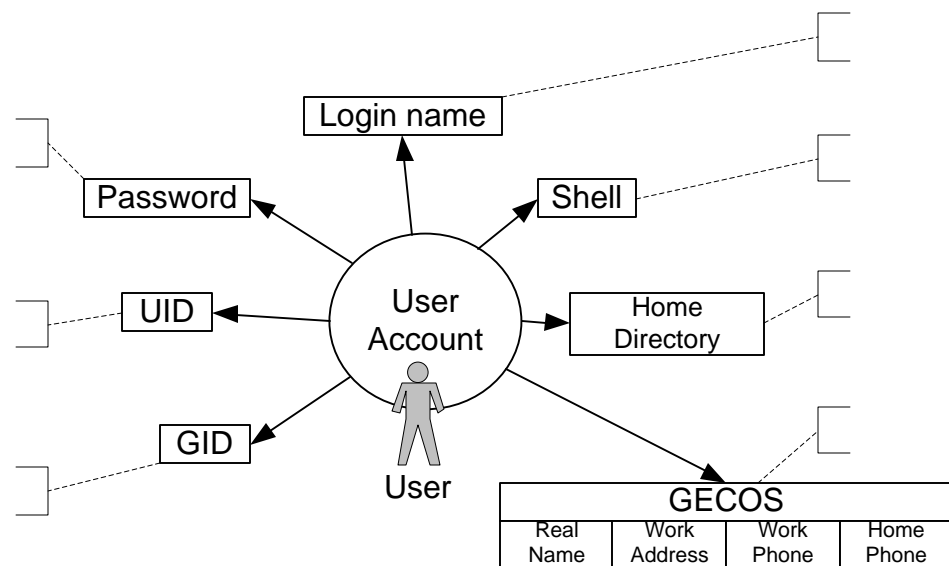 Login name
Password
Shell
UID
User
Account
Home
Directory
GID
User
GECOS
Real
Name
Work
Address
Work
Phone
Home
Phone